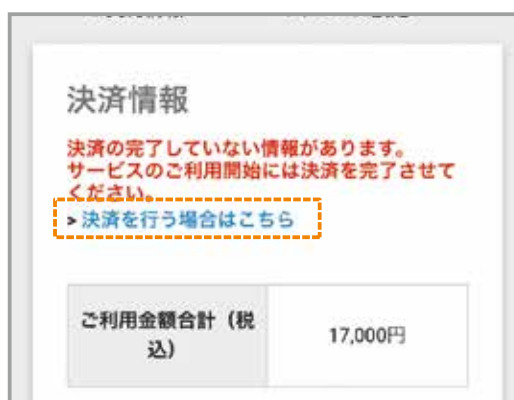 決済情報
決済の完了していない情報があります。
サービスのご利用開始には決済を完了させて
ください。
> 決済を行う場合はこちら
ご利用金額合計（税
込）
17,000円